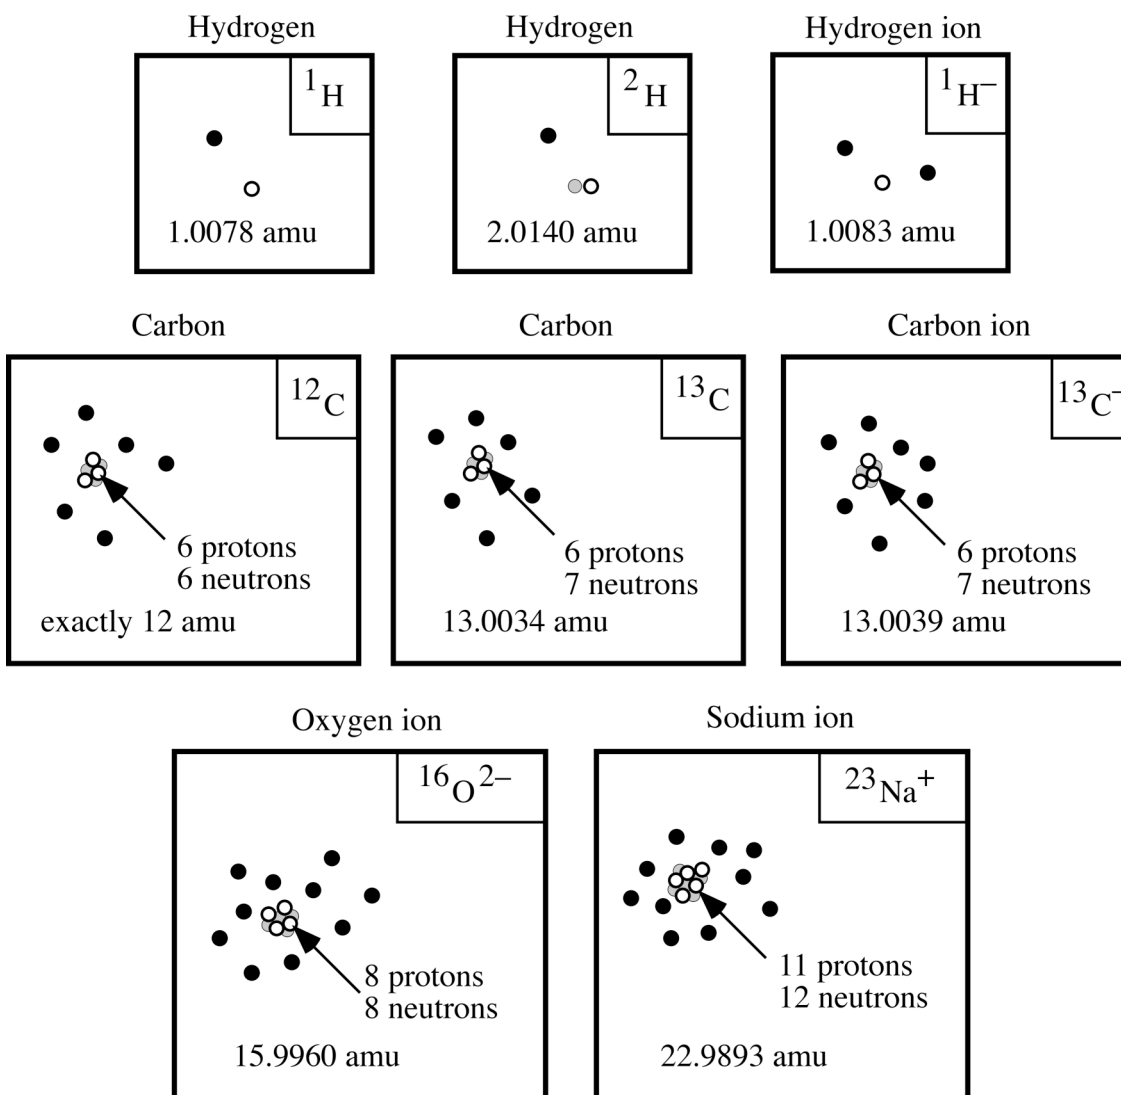 Hydrogen
¹H
1.0078 amu
Hydrogen
²H
2.0140 amu
Hydrogen ion
¹H⁻
1.0083 amu
Carbon
¹²C
6 protons
6 neutrons
exactly 12 amu
Carbon
¹³C
6 protons
7 neutrons
13.0034 amu
Carbon ion
¹³C⁻
6 protons
7 neutrons
13.0039 amu
Oxygen ion
¹⁶O²⁻
8 protons
8 neutrons
15.9960 amu
Sodium ion
²³Na⁺
11 protons
12 neutrons
22.9893 amu